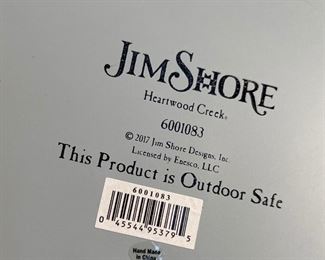 JIM SHORE
Heartwood Creek®
6001083
© 2017 Jim Shore Designs, Inc.
Licensed by Enesco, LLC
This Product is Outdoor Safe
6001083
0 45544 95379 5
Hand Made
in China